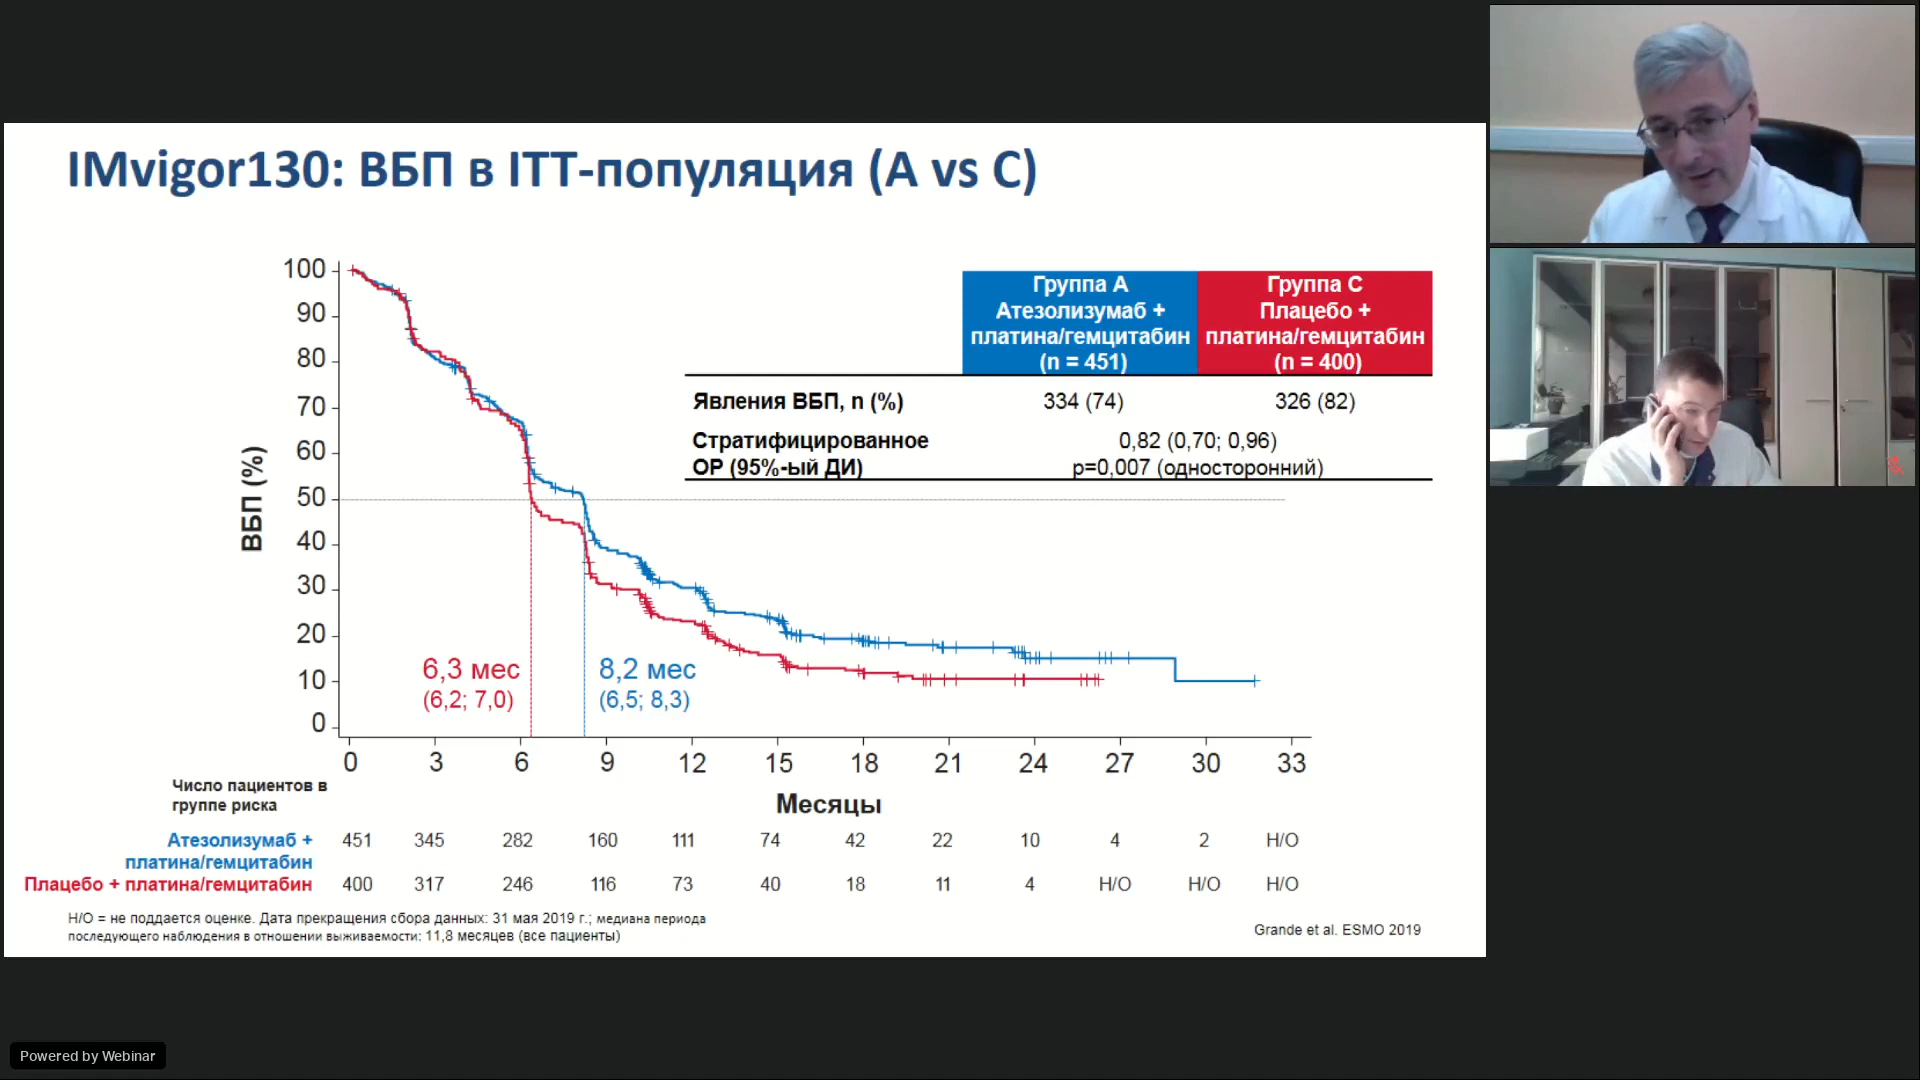 IMvigor130: ВБП в ITT-популяция (A vs C)
Группа А
Атезолизумаб +
платина/гемцитабин
(n = 451)
Группа С
Плацебо +
платина/гемцитабин
(n = 400)
Явления ВБП, n (%) 334 (74) 326 (82)
Стратифицированное
ОР (95%-ый ДИ)
0,82 (0,70; 0,96)
p=0,007 (односторонний)
ВБП (%)
100
90
80
70
60
50
40
30
20
10
0
6,3 мес
(6,2; 7,0)
8,2 мес
(6,5; 8,3)
0 3 6 9 12 15 18 21 24 27 30 33
Месяцы
Число пациентов в
группе риска
Атезолизумаб +
платина/гемцитабин
451 345 282 160 111 74 42 22 10 4 2 Н/О
Плацебо + платина/гемцитабин 400 317 246 116 73 40 18 11 4 Н/О Н/О Н/О
Н/О = не поддается оценке. Дата прекращения сбора данных: 31 мая 2019 г.; медиана периода
последующего наблюдения в отношении выживаемости: 11,8 месяцев (все пациенты)
Grande et al. ESMO 2019
Powered by Webinar